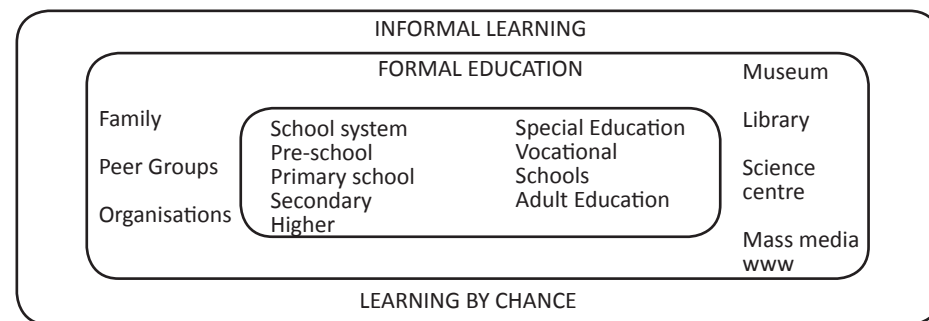 INFORMAL LEARNING
FORMAL EDUCATION
Family
Peer Groups
Organisations
School system
Pre-school
Primary school
Secondary
Higher
Special Education
Vocational
Schools
Adult Education
Museum
Library
Science
centre
Mass media
www
LEARNING BY CHANCE